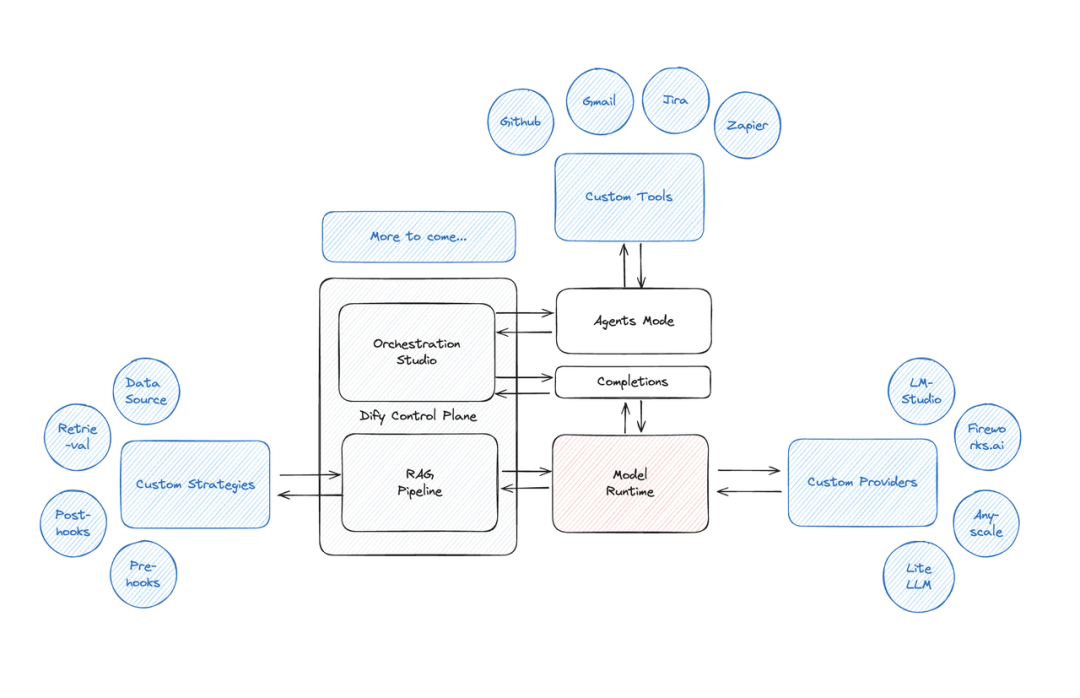 Github
Gmail
Jira
Zapier
Custom Tools
More to come...
Agents Mode
Orchestration
Studio
Completions
Dify Control Plane
RAG
Pipeline
Model
Runtime
Data
Source
Retrie
-val
Custom Strategies
Post-
hooks
Pre-
hooks
LM-
Studio
Firewo
rks.ai
Custom Providers
Any-
scale
Lite
LLM